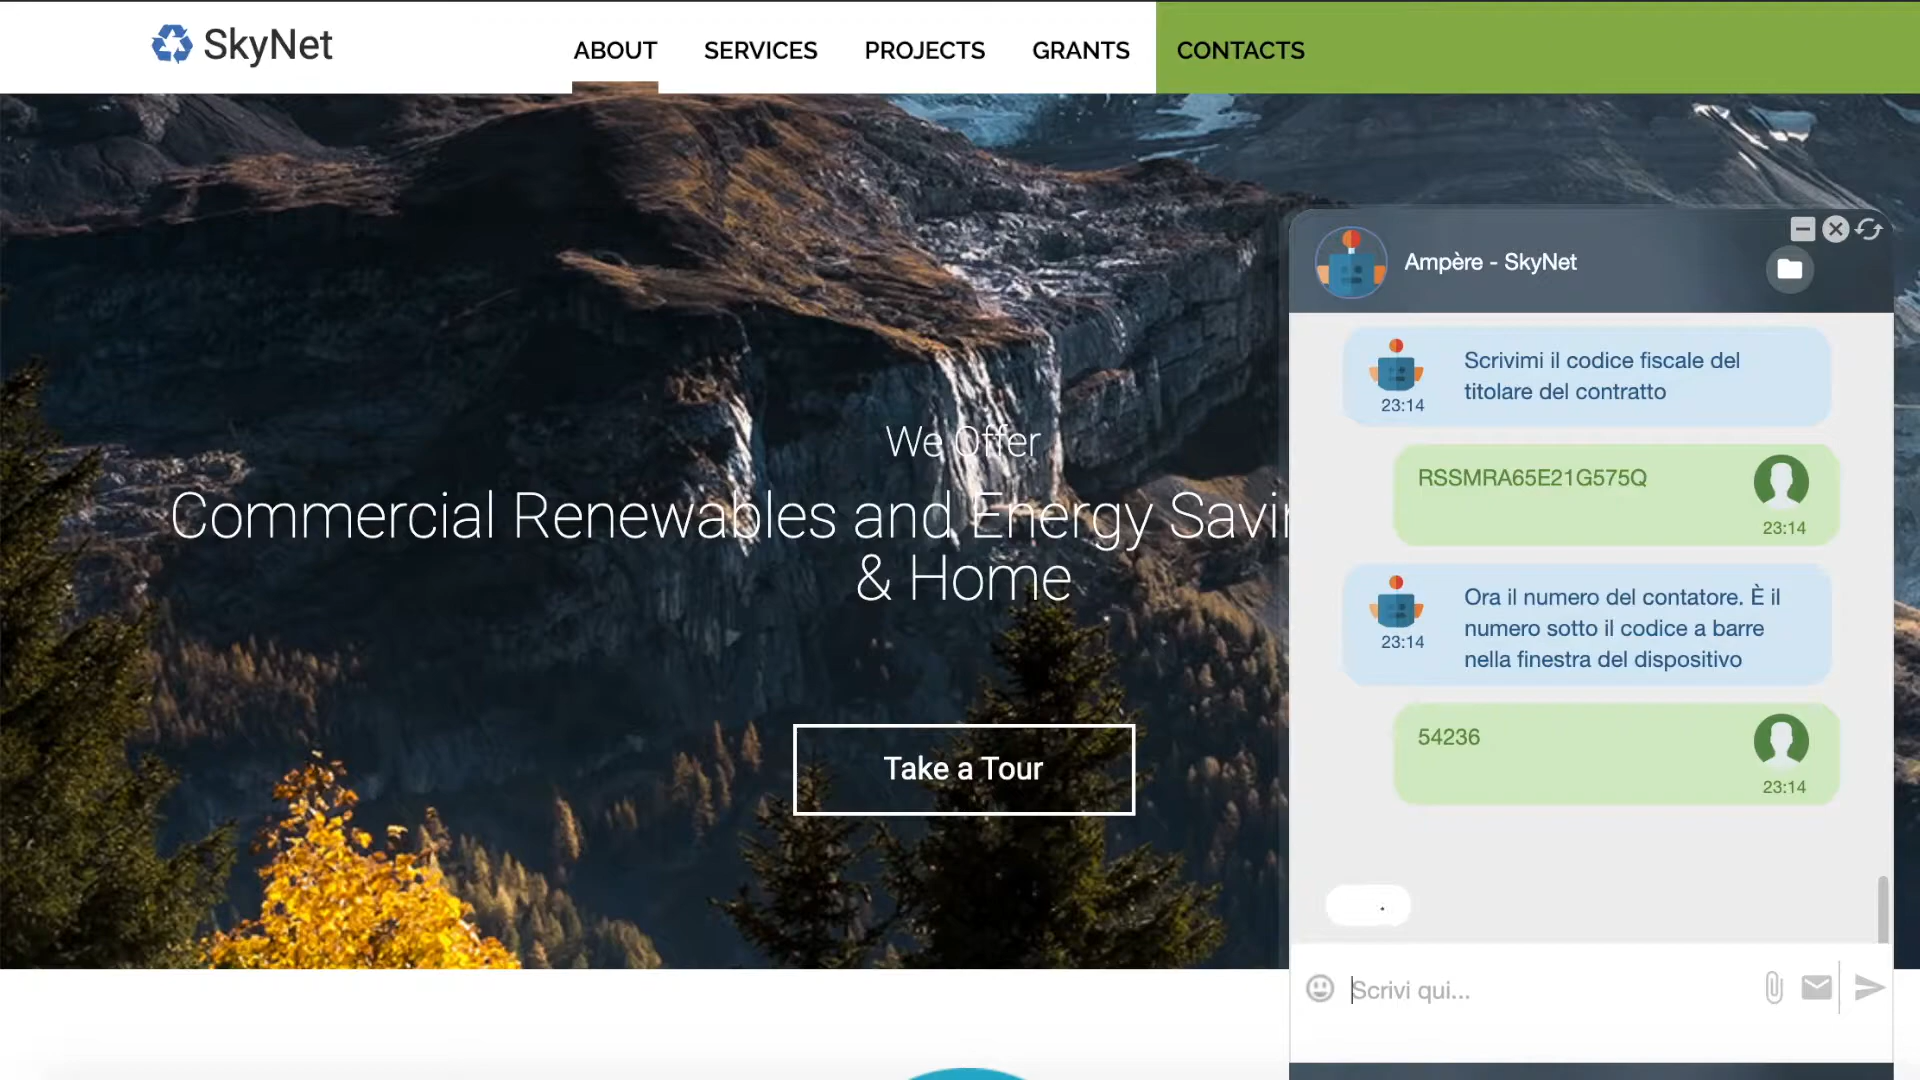 SkyNet
ABOUT
SERVICES
PROJECTS
GRANTS
CONTACTS
We Offer
Commercial Renewables and Energy
& Home
Take a Tour
Ampère - SkyNet
Scrivimi il codice fiscale del
titolare del contratto
23:14
RSSMRA65E21G575Q
23:14
Ora il numero del contatore. È il
numero sotto il codice a barre
nella finestra del dispositivo
23:14
54236
23:14
Scrivi qui...